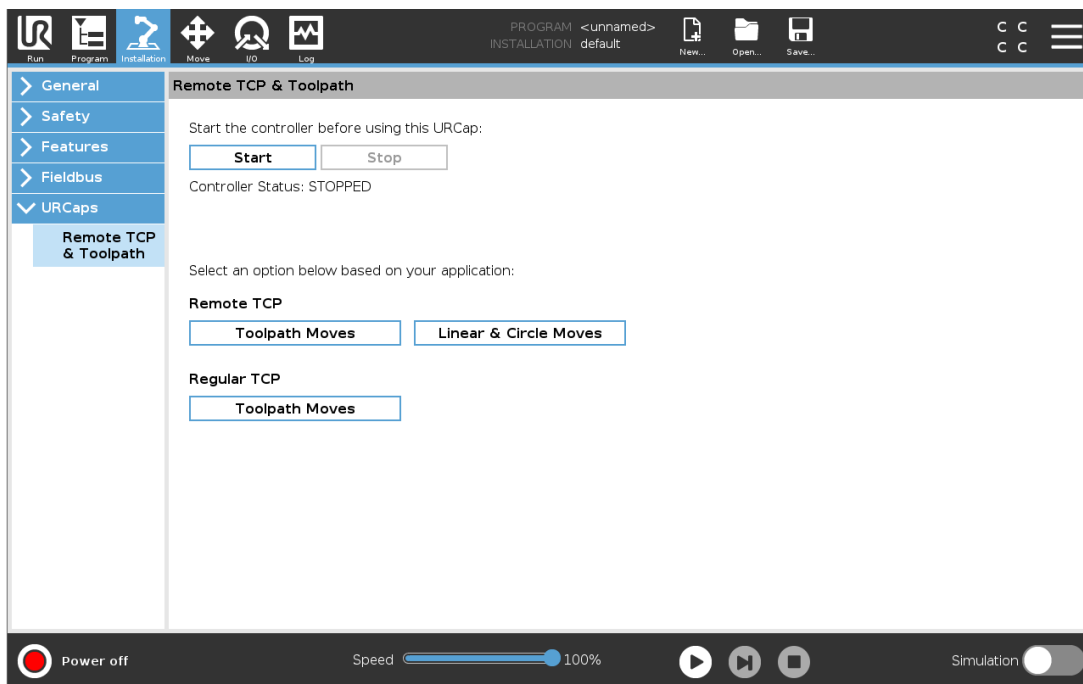 PROGRAM <unnamed>
INSTALLATION default
C C
C C
Run Program Installation Move I/O Log New... Open... Save...
General
Safety
Features
Fieldbus
URCaps
Remote TCP
& Toolpath
Remote TCP & Toolpath
Start the controller before using this URCap:
Start Stop
Controller Status: STOPPED
Select an option below based on your application:
Remote TCP
Toolpath Moves Linear & Circle Moves
Regular TCP
Toolpath Moves
Power off Speed 100% Simulation